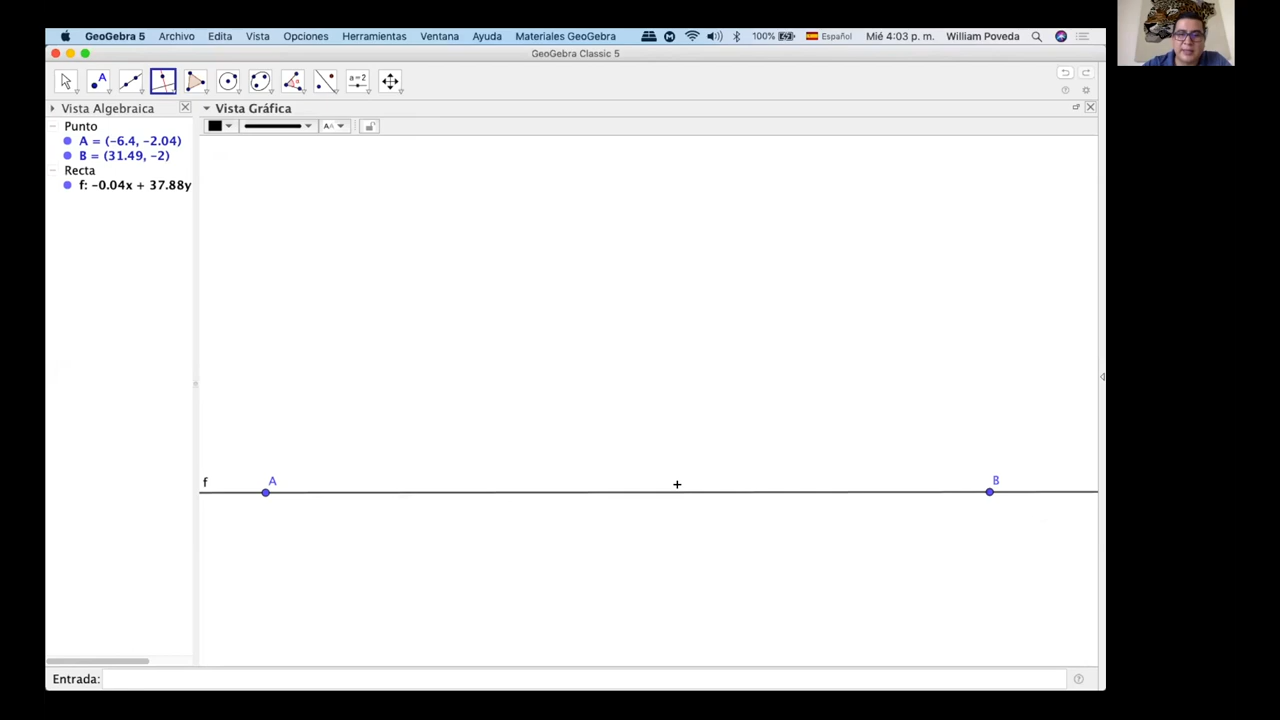 GeoGebra 5 Archivo Edita Vista Opciones Herramientas Ventana Ayuda Materiales GeoGebra 100% Español Mié 4:03 p. m. William Poveda
GeoGebra Classic 5
A a=2
Vista Algebraica Vista Gráfica
AA
Punto
A = (-6.4, -2.04)
B = (31.49, -2)
Recta
f: -0.04x + 37.88y
f A B
Entrada: